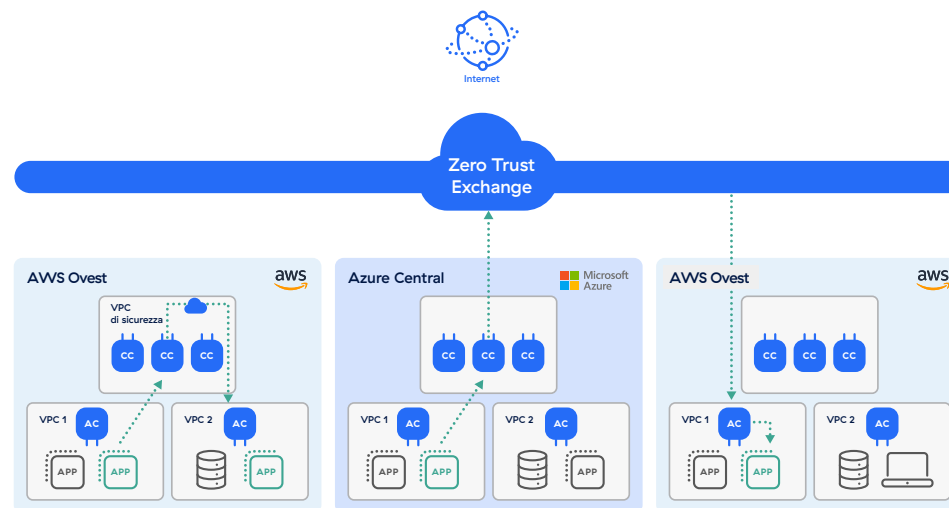 Internet
Zero Trust
Exchange
AWS Ovest
aws
VPC
di sicurezza
CC
CC
CC
VPC 1
AC
APP
APP
VPC 2
AC
APP
Azure Central
Microsoft
Azure
CC
CC
CC
VPC 1
AC
APP
APP
VPC 2
AC
APP
AWS Ovest
aws
CC
CC
CC
VPC 1
AC
APP
APP
VPC 2
AC